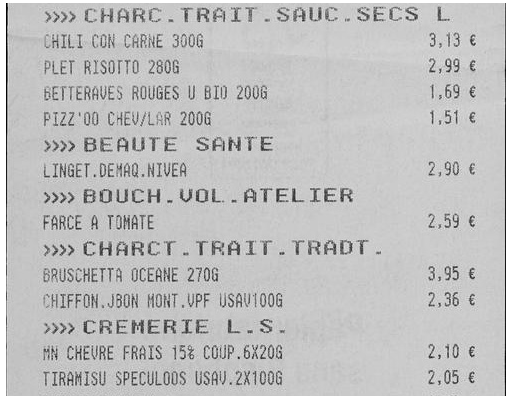 >>>> CHARC.TRAIT.SAUC.SECS L
CHILI CON CARNE 300G 3,13 €
PLET RISOTTO 280G 2,99 €
BETTERAVES ROUGES U BIO 200G 1,69 €
PIZZ'OO CHEV/LAR 200G 1,51 €
>>>> BEAUTE SANTE
LINGET.DEMAQ.NIVEA 2,90 €
>>>> BOUCH.VOL.ATELIER
FARCE A TOMATE 2,59 €
>>>> CHARCT.TRAIT.TRADT.
BRUSCHETTA OCEANE 270G 3,95 €
CHIFFON.JBON MONT.VPF USAV100G 2,36 €
>>>> CREMERIE L.S.
MN CHEVRE FRAIS 15% COUP.6X20G 2,10 €
TIRAMISU SPECULOOS USAV.2X100G 2,05 €